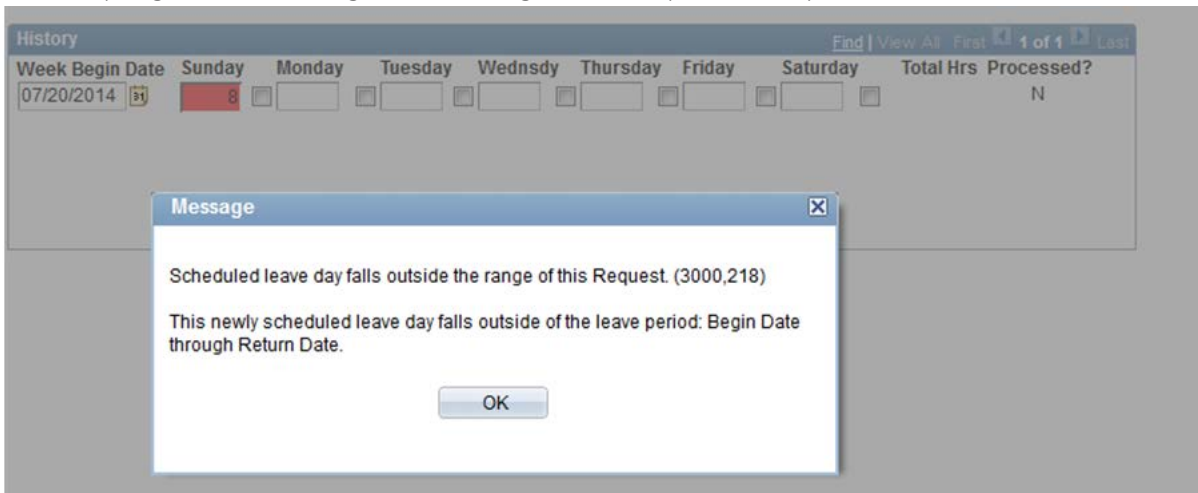 History Find | View All First 1 of 1 Last
Week Begin Date Sunday Monday Tuesday Wednsdy Thursday Friday Saturday Total Hrs Processed?
07/20/2014 31 8 N
Message
Scheduled leave day falls outside the range of this Request. (3000,218)
This newly scheduled leave day falls outside of the leave period: Begin Date
through Return Date.
OK